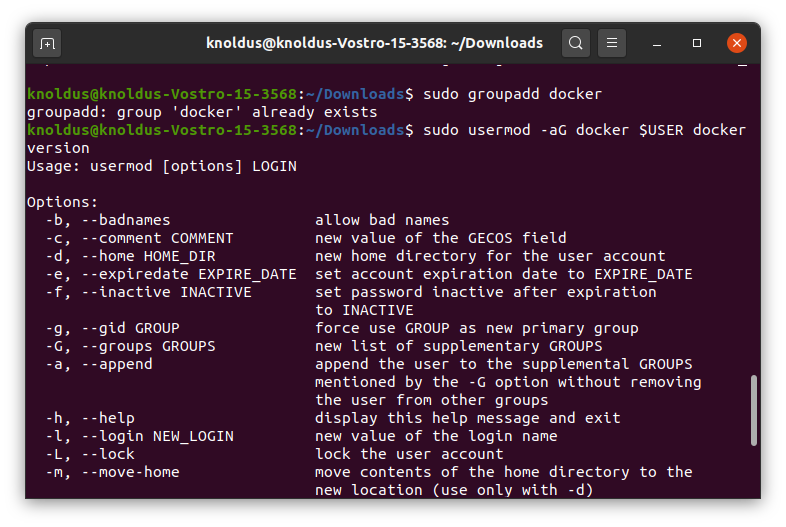 knoldus@knoldus-Vostro-15-3568: ~/Downloads
knoldus@knoldus-Vostro-15-3568:~/Downloads$ sudo groupadd docker
groupadd: group 'docker' already exists
knoldus@knoldus-Vostro-15-3568:~/Downloads$ sudo usermod -aG docker $USER docker
version
Usage: usermod [options] LOGIN
Options:
-b, --badnames allow bad names
-c, --comment COMMENT new value of the GECOS field
-d, --home HOME_DIR new home directory for the user account
-e, --expiredate EXPIRE_DATE set account expiration date to EXPIRE_DATE
-f, --inactive INACTIVE set password inactive after expiration
to INACTIVE
-g, --gid GROUP force use GROUP as new primary group
-G, --groups GROUPS new list of supplementary GROUPS
-a, --append append the user to the supplemental GROUPS
mentioned by the -G option without removing
the user from other groups
-h, --help display this help message and exit
-l, --login NEW_LOGIN new value of the login name
-L, --lock lock the user account
-m, --move-home move contents of the home directory to the
new location (use only with -d)